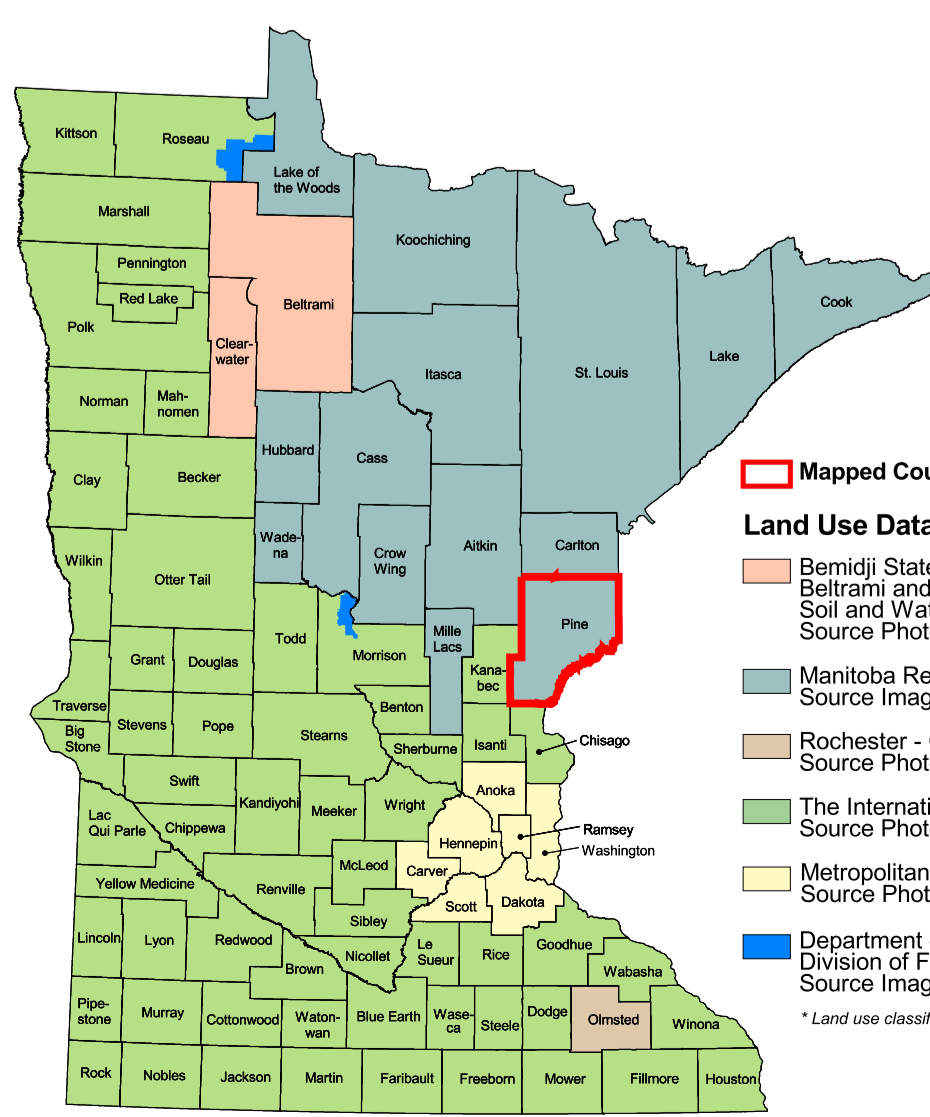 Kittson
Roseau
Lake of
the Woods
Marshall
Koochiching
Pennington
Red Lake
Polk
Beltrami
Clear-
water
Cook
Lake
St. Louis
Itasca
Norman
Mah-
nomen
Hubbard
Cass
Clay
Becker
Wade-
na
Crow
Wing
Aitkin
Carlton
Wilkin
Otter Tail
Pine
Todd
Mille
Lacs
Morrison
Kana-
bec
Grant
Douglas
Traverse
Benton
Big
Stone
Stevens
Pope
Stearns
Sherburne
Isanti
Chisago
Swift
Kandiyohi
Meeker
Wright
Anoka
Lac
Qui Parle
Chippewa
Hennepin
Ramsey
Washington
McLeod
Carver
Yellow Medicine
Renville
Scott
Dakota
Sibley
Lincoln
Lyon
Redwood
Nicollet
Le
Sueur
Rice
Goodhue
Brown
Wabasha
Pipe-
stone
Murray
Cottonwood
Waton-
wan
Blue Earth
Wase-
ca
Steele
Dodge
Olmsted
Winona
Rock
Nobles
Jackson
Martin
Faribault
Freeborn
Mower
Fillmore
Houston
Mapped Cou
Land Use Data
Bemidji State
Beltrami and
Soil and Wat
Source Phot
Manitoba Re
Source Imag
Rochester -
Source Phot
The Internati
Source Phot
Metropolitan
Source Phot
Department
Division of F
Source Imag
* Land use classif